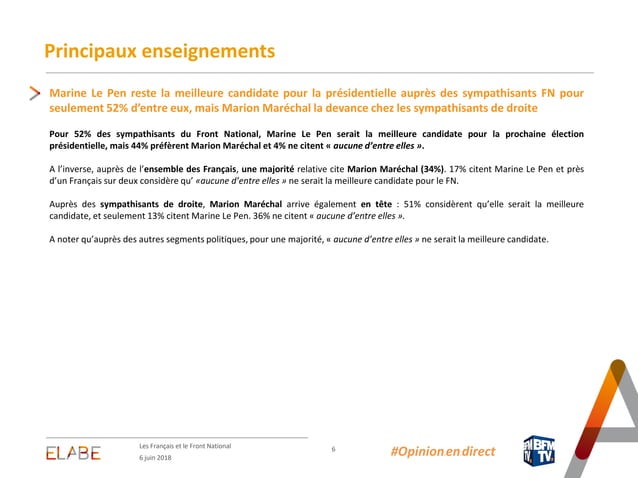 Principaux enseignements
Marine Le Pen reste la meilleure candidate pour la présidentielle auprès des sympathisants FN pour
seulement 52% d'entre eux, mais Marion Maréchal la devance chez les sympathisants de droite
Pour 52% des sympathisants du Front National, Marine Le Pen serait la meilleure candidate pour la prochaine élection
présidentielle, mais 44% préfèrent Marion Maréchal et 4% ne citent « aucune d'entre elles ».
A l'inverse, auprès de l'ensemble des Français, une majorité relative cite Marion Maréchal (34%). 17% citent Marine Le Pen et près
d'un Français sur deux considère qu' «aucune d'entre elles » ne serait la meilleure candidate pour le FN.
Auprès des sympathisants de droite, Marion Maréchal arrive également en tête : 51% considèrent qu'elle serait la meilleure
candidate, et seulement 13% citent Marine Le Pen. 36% ne citent « aucune d'entre elles ».
A noter qu'auprès des autres segments politiques, pour une majorité, « aucune d'entre elles » ne serait la meilleure candidate.
ELABE
Les Français et le Front National
6 juin 2018
6
#Opinionendirect
BFM
TV.